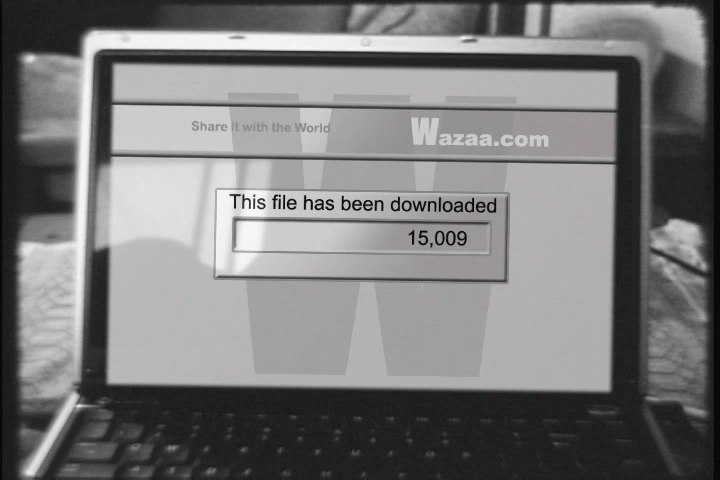 Share it with the World
Wazaa.com
This file has been downloaded
15,009